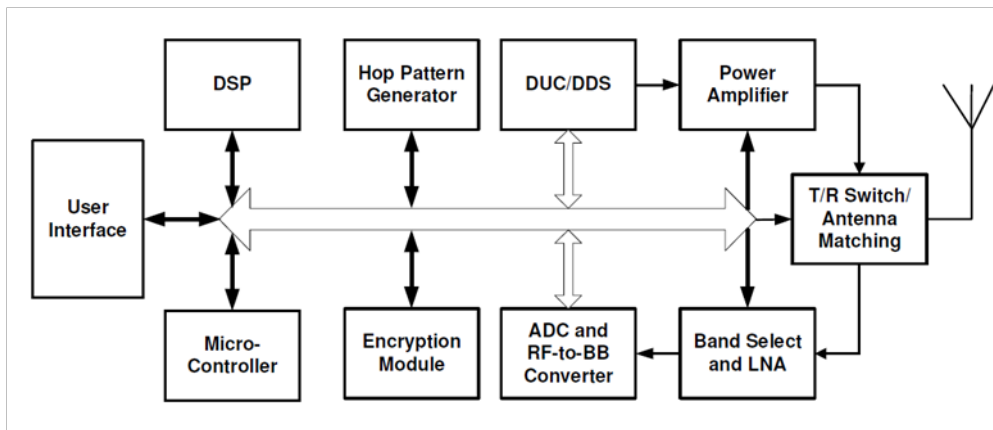 DSP
Hop Pattern
Generator
DUC/DDS
Power
Amplifier
User
Interface
T/R Switch/
Antenna
Matching
Micro-
Controller
Encryption
Module
ADC and
RF-to-BB
Converter
Band Select
and LNA